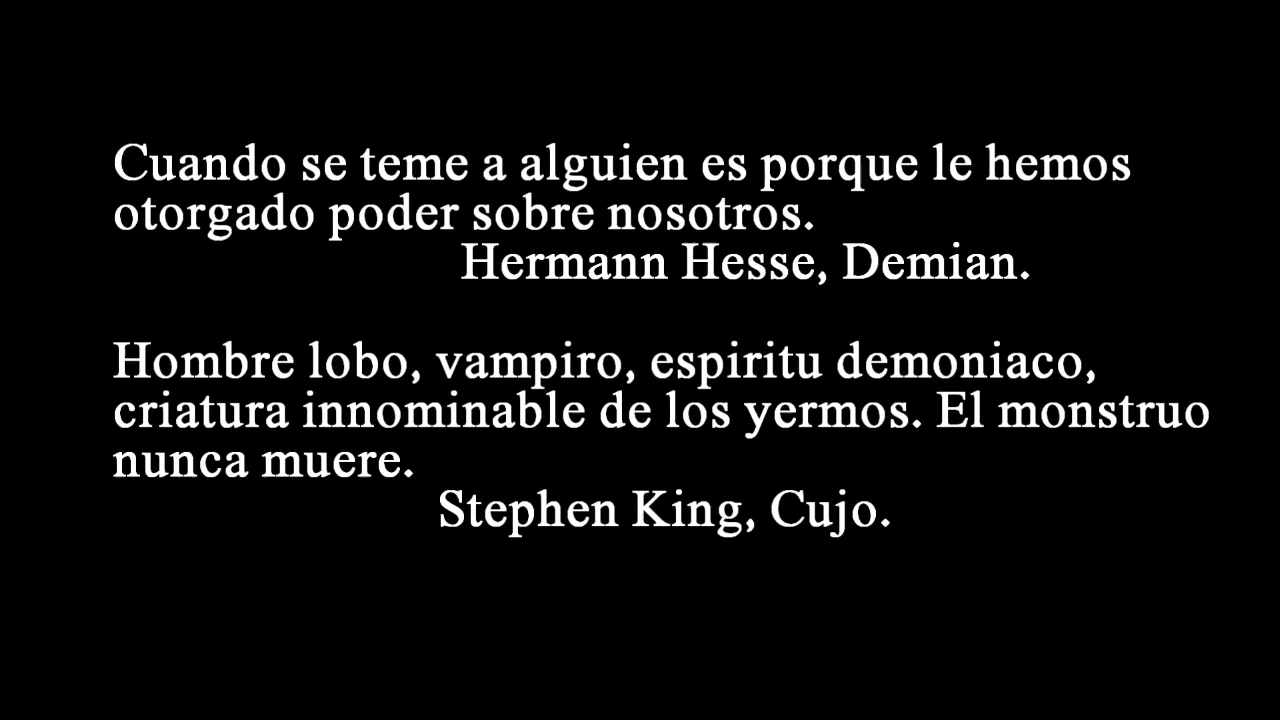 Cuando se teme a alguien es porque le hemos
otorgado poder sobre nosotros.
Hermann Hesse, Demian.
Hombre lobo, vampiro, espiritu demoniaco,
criatura innominable de los yermos. El monstruo
nunca muere.
Stephen King, Cujo.